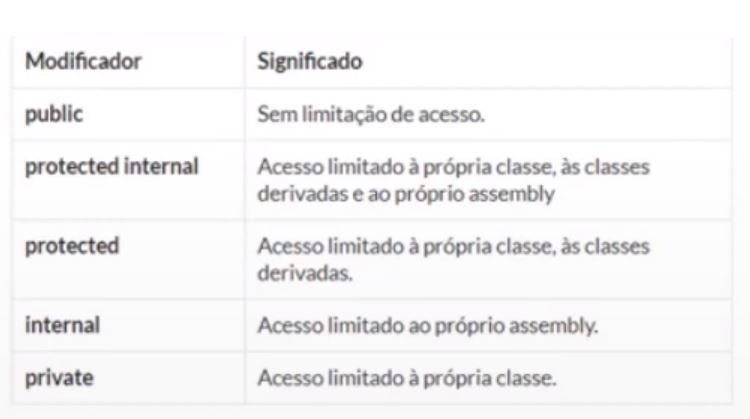 Modificador Significado
public Sem limitação de acesso.
protected internal Acesso limitado à própria classe, às classes
derivadas e ao próprio assembly
protected Acesso limitado à própria classe, às classes
derivadas.
internal Acesso limitado ao próprio assembly.
private Acesso limitado à própria classe.